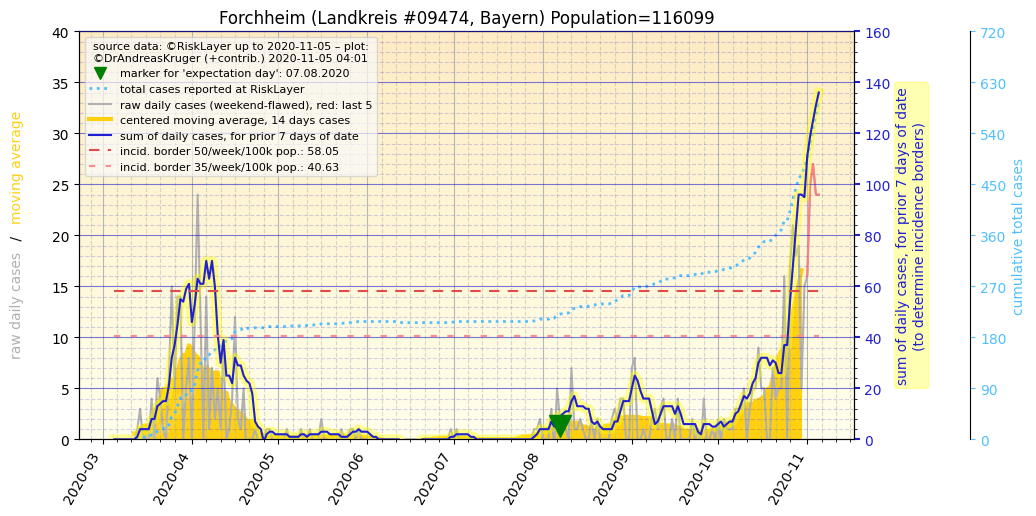 Forchheim (Landkreis #09474, Bayern) Population=116099
source data: ©RiskLayer up to 2020-11-05 – plot:
©DrAndreasKruger (+contrib.) 2020-11-05 04:01
marker for 'expectation day': 07.08.2020
total cases reported at RiskLayer
raw daily cases (weekend-flawed), red: last 5
centered moving average, 14 days cases
sum of daily cases, for prior 7 days of date
incid. border 50/week/100k pop.: 58.05
incid. border 35/week/100k pop.: 40.63
raw daily cases / moving average
40
35
30
25
20
15
10
5
0
2020-03
2020-04
2020-05
2020-06
2020-07
2020-08
2020-09
2020-10
2020-11
160
140
120
100
80
60
40
20
0
sum of daily cases, for prior 7 days of date
(to determine incidence borders)
720
630
540
450
360
270
180
90
0
cumulative total cases